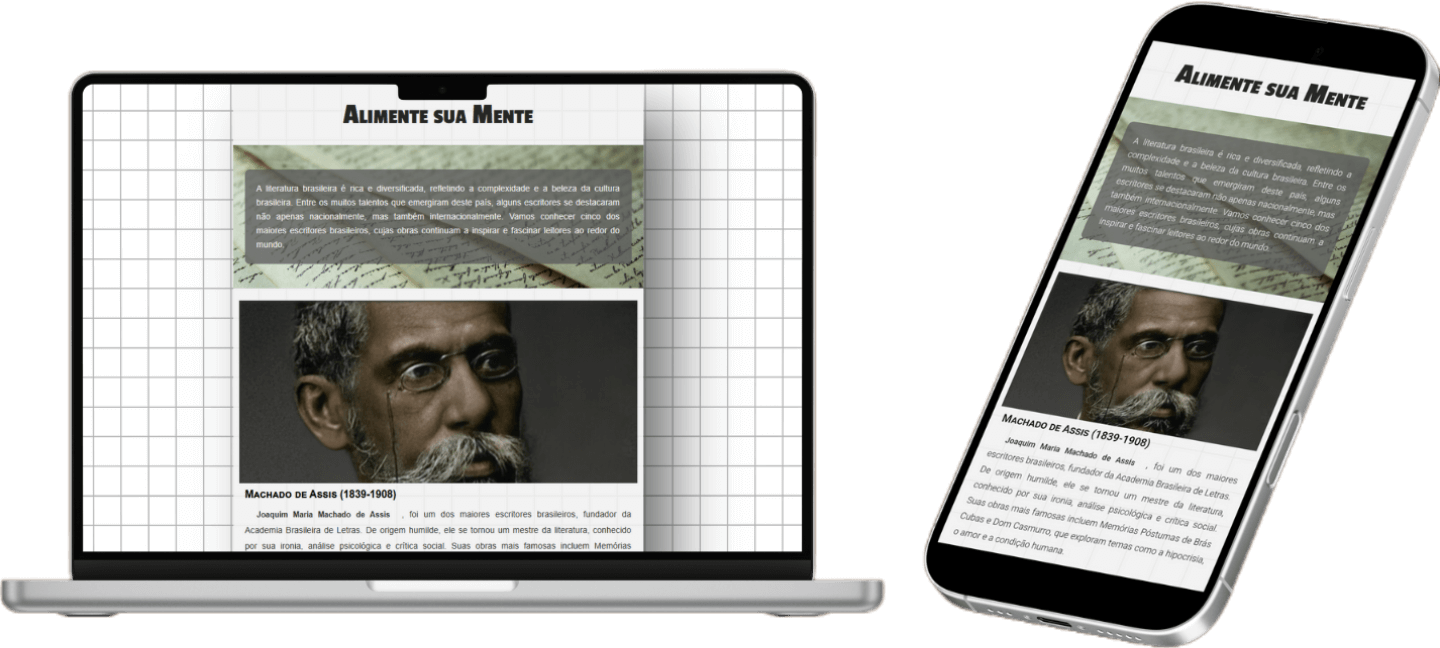 Alimente sua Mente
A literatura brasileira é rica e diversificada, refletindo a complexidade e a beleza da cultura
brasileira. Entre os muitos talentos que emergiram deste país, alguns escritores se destacaram
não apenas nacionalmente, mas também internacionalmente. Vamos conhecer cinco dos
maiores escritores brasileiros, cujas obras continuam a inspirar e fascinar leitores ao redor do
mundo.
Machado de Assis (1839-1908)
Joaquim Maria Machado de Assis , foi um dos maiores escritores brasileiros, fundador da
Academia Brasileira de Letras. De origem humilde, ele se tornou um mestre da literatura, conhecido
por sua ironia, análise psicológica e crítica social. Suas obras mais famosas incluem Memórias
Alimente sua Mente
A literatura brasileira é rica e diversificada, refletindo a
complexidade e a beleza da cultura brasileira. Entre os
muitos talentos que emergiram deste país, alguns
escritores se destacaram não apenas nacionalmente, mas
também internacionalmente. Vamos conhecer cinco dos
maiores escritores brasileiros, cujas obras continuam a
inspirar e fascinar leitores ao redor do mundo.
Machado de Assis (1839-1908)
Joaquim Maria Machado de Assis , foi um dos maiores
escritores brasileiros, fundador da Academia Brasileira de Letras.
De origem humilde, ele se tornou um mestre da literatura,
conhecido por sua ironia, análise psicológica e crítica social.
Suas obras mais famosas incluem Memórias Póstumas de Brás
Cubas e Dom Casmurro, que exploram temas como a hipocrisia,
o amor e a condição humana.